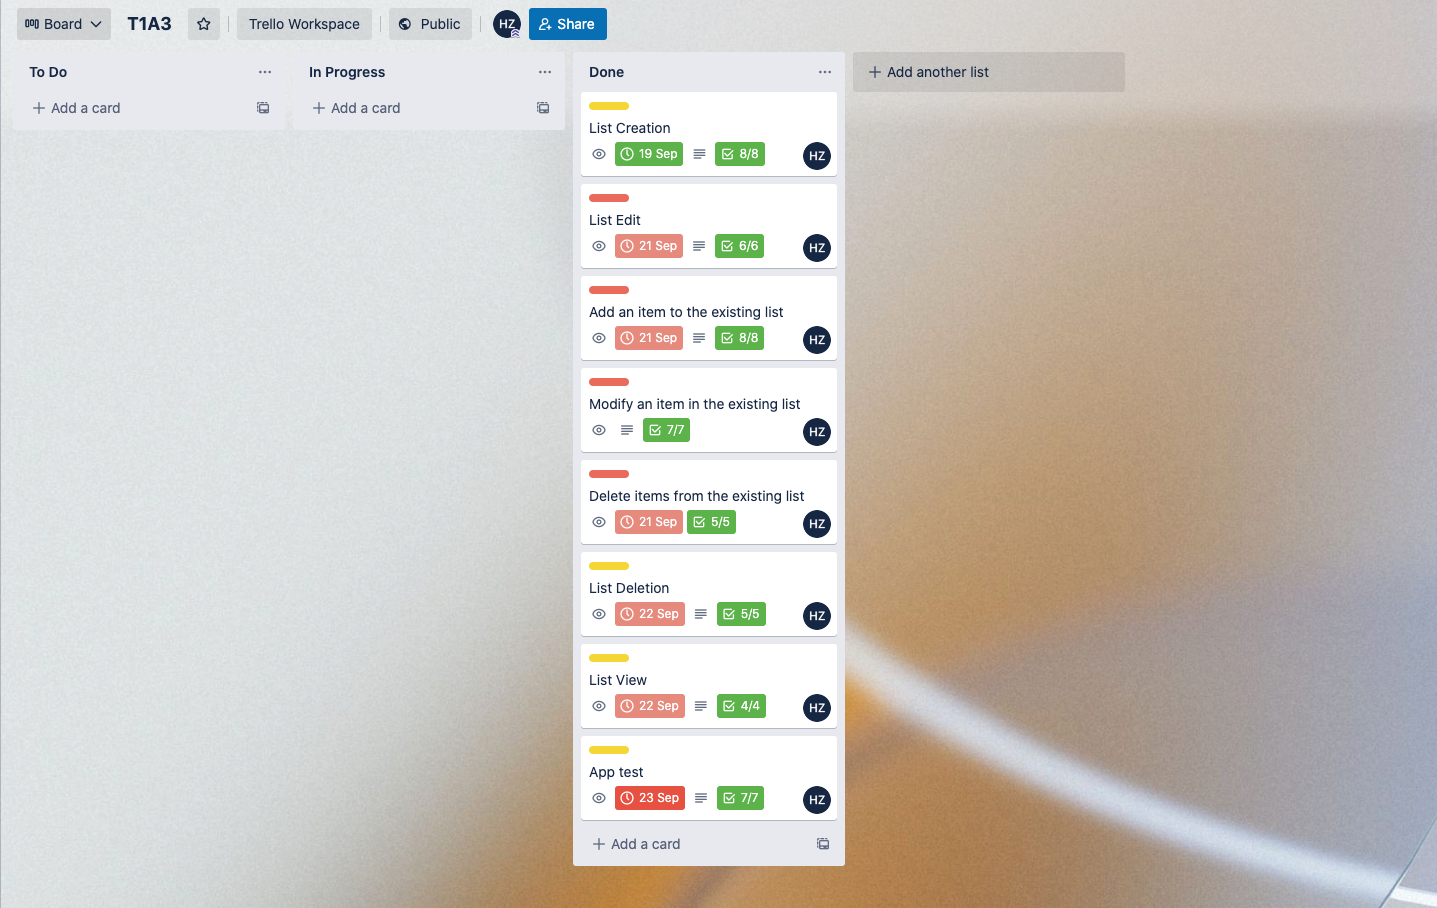 Board T1A3 Trello Workspace Public HZ Share
To Do
Add a card
In Progress
Add a card
Done
List Creation
19 Sep 8/8 HZ
List Edit
21 Sep 6/6 HZ
Add an item to the existing list
21 Sep 8/8 HZ
Modify an item in the existing list
7/7 HZ
Delete items from the existing list
21 Sep 5/5 HZ
List Deletion
22 Sep 5/5 HZ
List View
22 Sep 4/4 HZ
App test
23 Sep 7/7 HZ
Add a card
Add another list